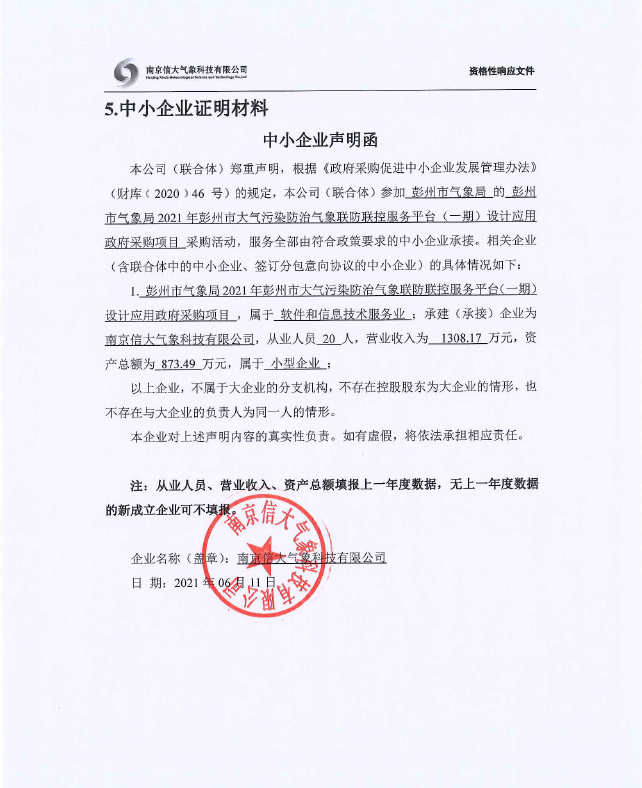 南京信大气象科技有限公司
Nanjing Xinda Meteorological Science and Technology Co.,Ltd
资格性响应文件
5.中小企业证明材料
中小企业声明函
本公司（联合体）郑重声明，根据《政府采购促进中小企业发展管理办法》
（财库﹝2020﹞46 号）的规定，本公司（联合体）参加 彭州市气象局 的 彭州
市气象局 2021 年彭州市大气污染防治气象联防联控服务平台（一期）设计应用
政府采购项目 采购活动，服务全部由符合政策要求的中小企业承接。相关企业
（含联合体中的中小企业、签订分包意向协议的中小企业）的具体情况如下：
1. 彭州市气象局 2021 年彭州市大气污染防治气象联防联控服务平台（一期）
设计应用政府采购项目 ，属于 软件和信息技术服务业 ；承建（承接）企业为
南京信大气象科技有限公司，从业人员 20 人，营业收入为 1308.17 万元，资
产总额为 873.49 万元，属于 小型企业 ；
以上企业，不属于大企业的分支机构，不存在控股股东为大企业的情形，也
不存在与大企业的负责人为同一人的情形。
本企业对上述声明内容的真实性负责。如有虚假，将依法承担相应责任。
注：从业人员、营业收入、资产总额填报上一年度数据，无上一年度数据
的新成立企业可不填报。
企业名称（盖章）：南京信大气象科技有限公司
日 期：2021 年 06 月 11 日
南京信大气象科技有限公司